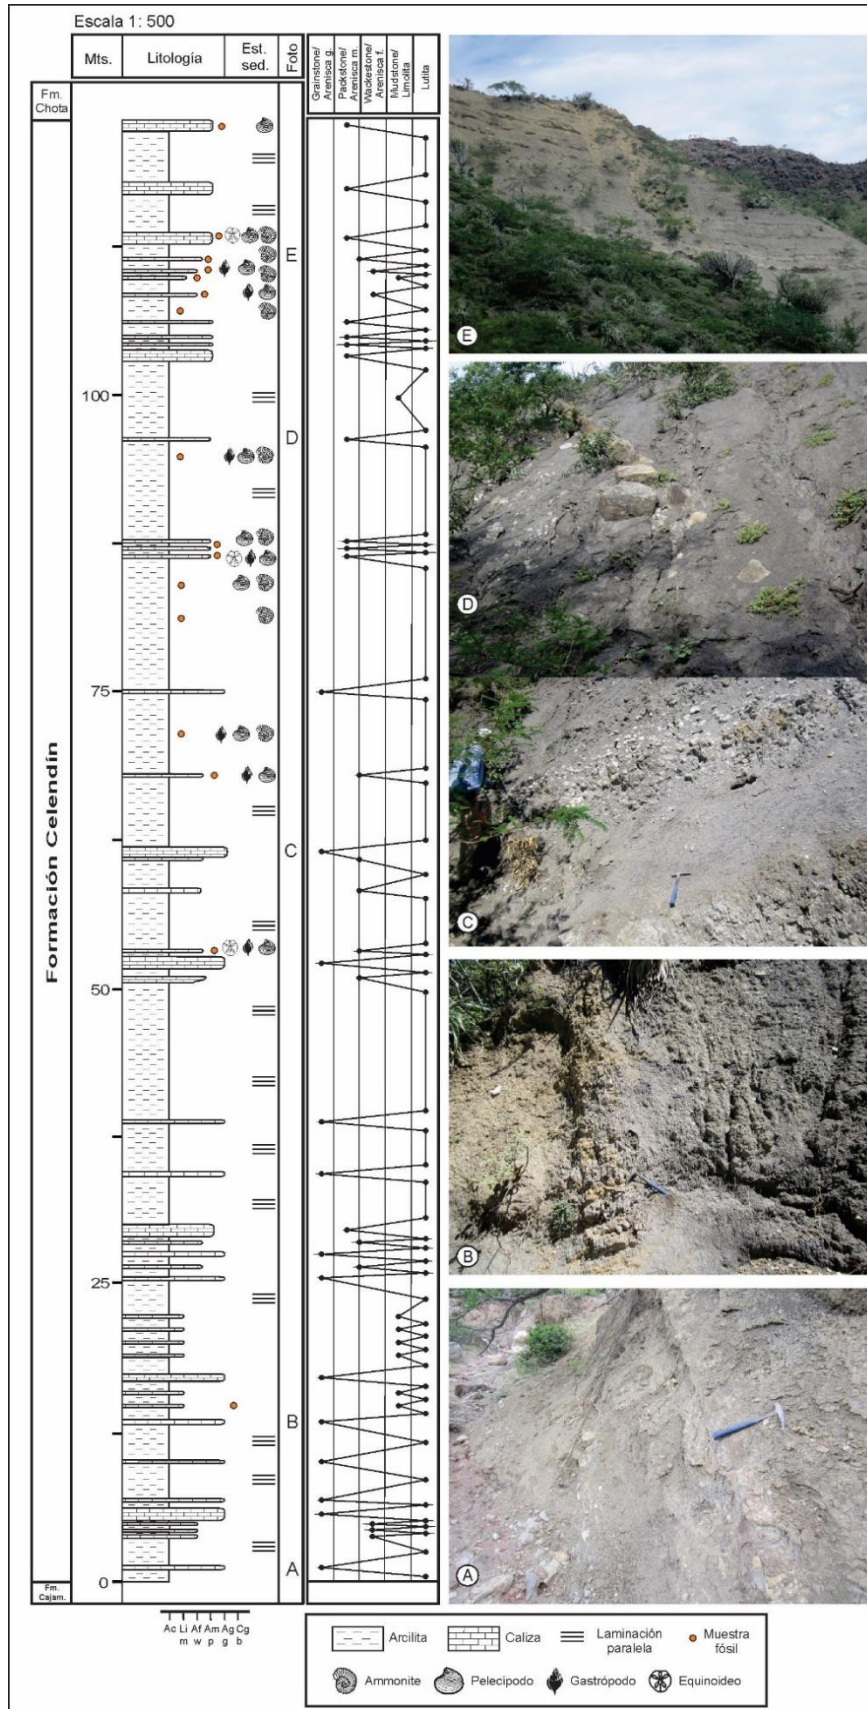 Escala 1: 500
Mts.
Litología
Est.
sed.
Foto
Grainstone/
Arenisca g.
Packstone/
Arenisca m.
Wackestone/
Arenisca f.
Mudstone/
Limolita
Lutita
Fm.
Chota
Formación Celendín
E
100
D
75
C
50
25
B
A
0
Fm.
Cajam.
Ac Li Af Am Ag Cg
m w p g b
E
D
C
B
A
Arcilita
Caliza
Laminación
paralela
Muestra
fósil
Ammonite
Pelecípodo
Gastrópodo
Equinoideo